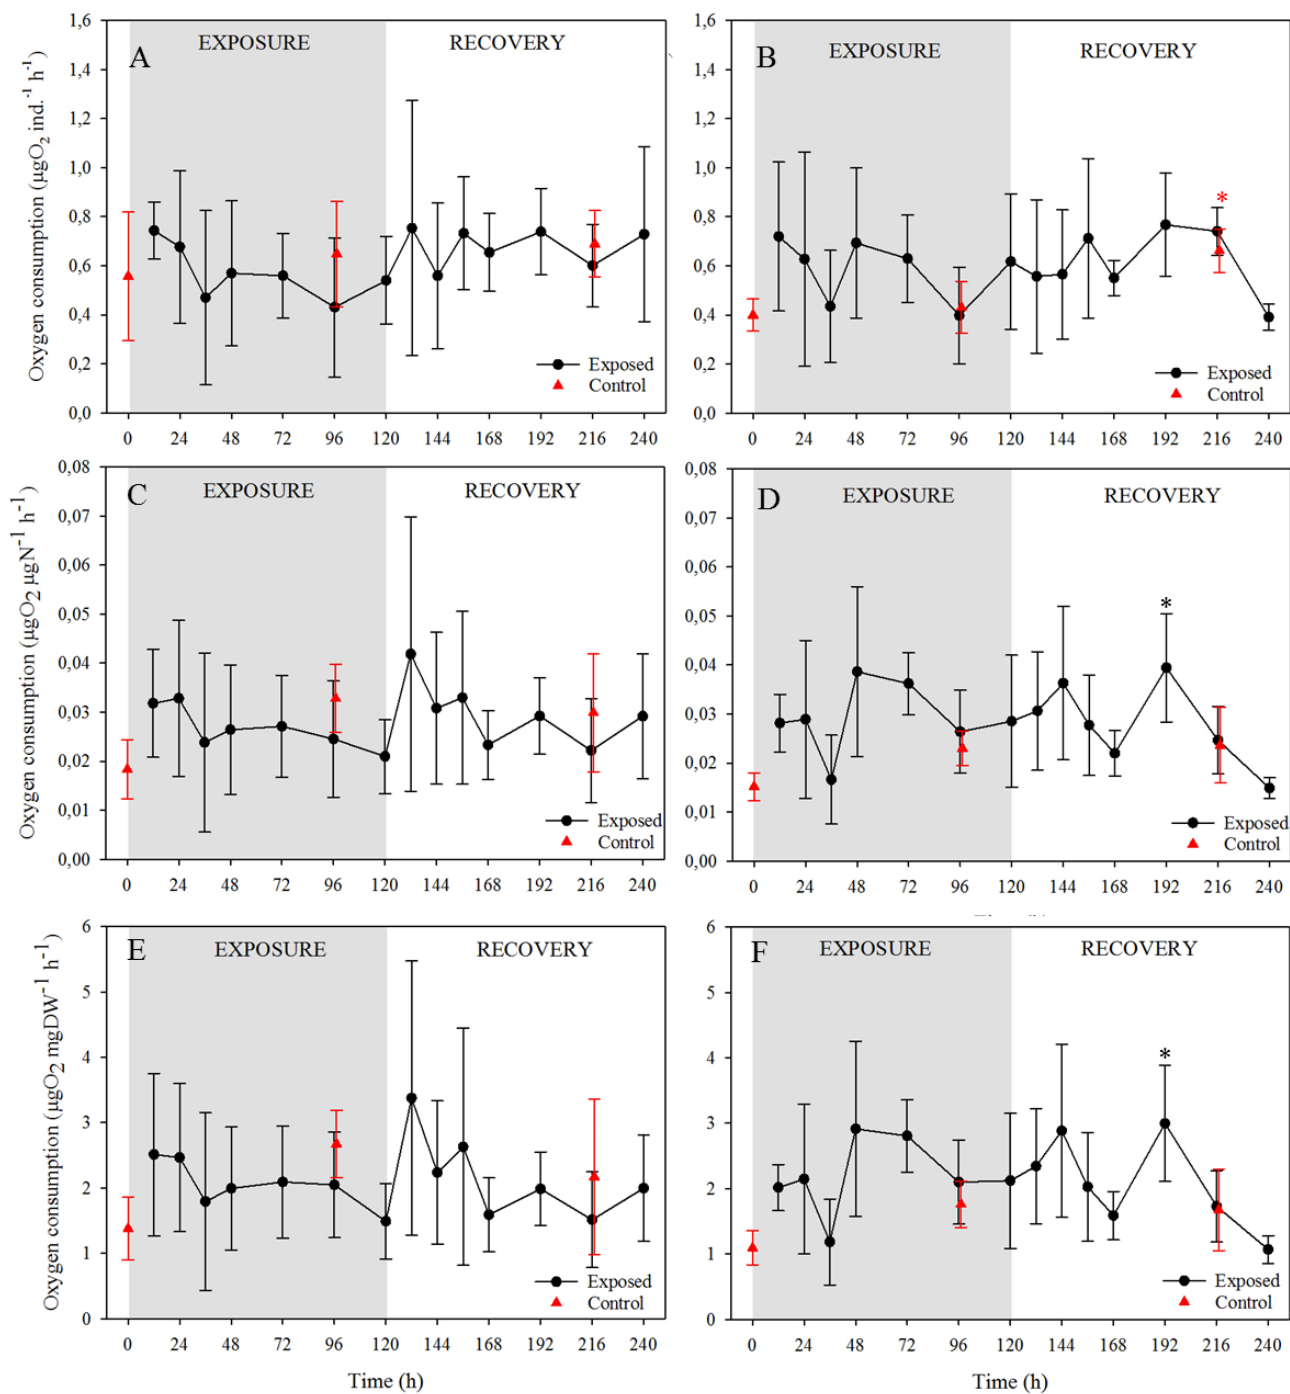 Oxygen consumption (µgO₂ ind.⁻¹ h⁻¹)
1,6
1,4
1,2
1,0
0,8
0,6
0,4
0,2
0,0
A
EXPOSURE
RECOVERY
Exposed
Control
0 24 48 72 96 120 144 168 192 216 240
1,6
1,4
1,2
1,0
0,8
0,6
0,4
0,2
0,0
B
EXPOSURE
RECOVERY
*
Exposed
Control
0 24 48 72 96 120 144 168 192 216 240
Oxygen consumption (µgO2 µgN⁻¹ h⁻¹)
0,08
0,07
0,06
0,05
0,04
0,03
0,02
0,01
0,00
C
EXPOSURE
RECOVERY
Exposed
Control
0 24 48 72 96 120 144 168 192 216 240
0,08
0,07
0,06
0,05
0,04
0,03
0,02
0,01
0,00
D
EXPOSURE
RECOVERY
*
Exposed
Control
0 24 48 72 96 120 144 168 192 216 240
Oxygen consumption (µgO2 mgDW⁻¹ h⁻¹)
6
5
4
3
2
1
0
E
EXPOSURE
RECOVERY
Exposed
Control
0 24 48 72 96 120 144 168 192 216 240
Time (h)
6
5
4
3
2
1
0
F
EXPOSURE
RECOVERY
*
Exposed
Control
0 24 48 72 96 120 144 168 192 216 240
Time (h)